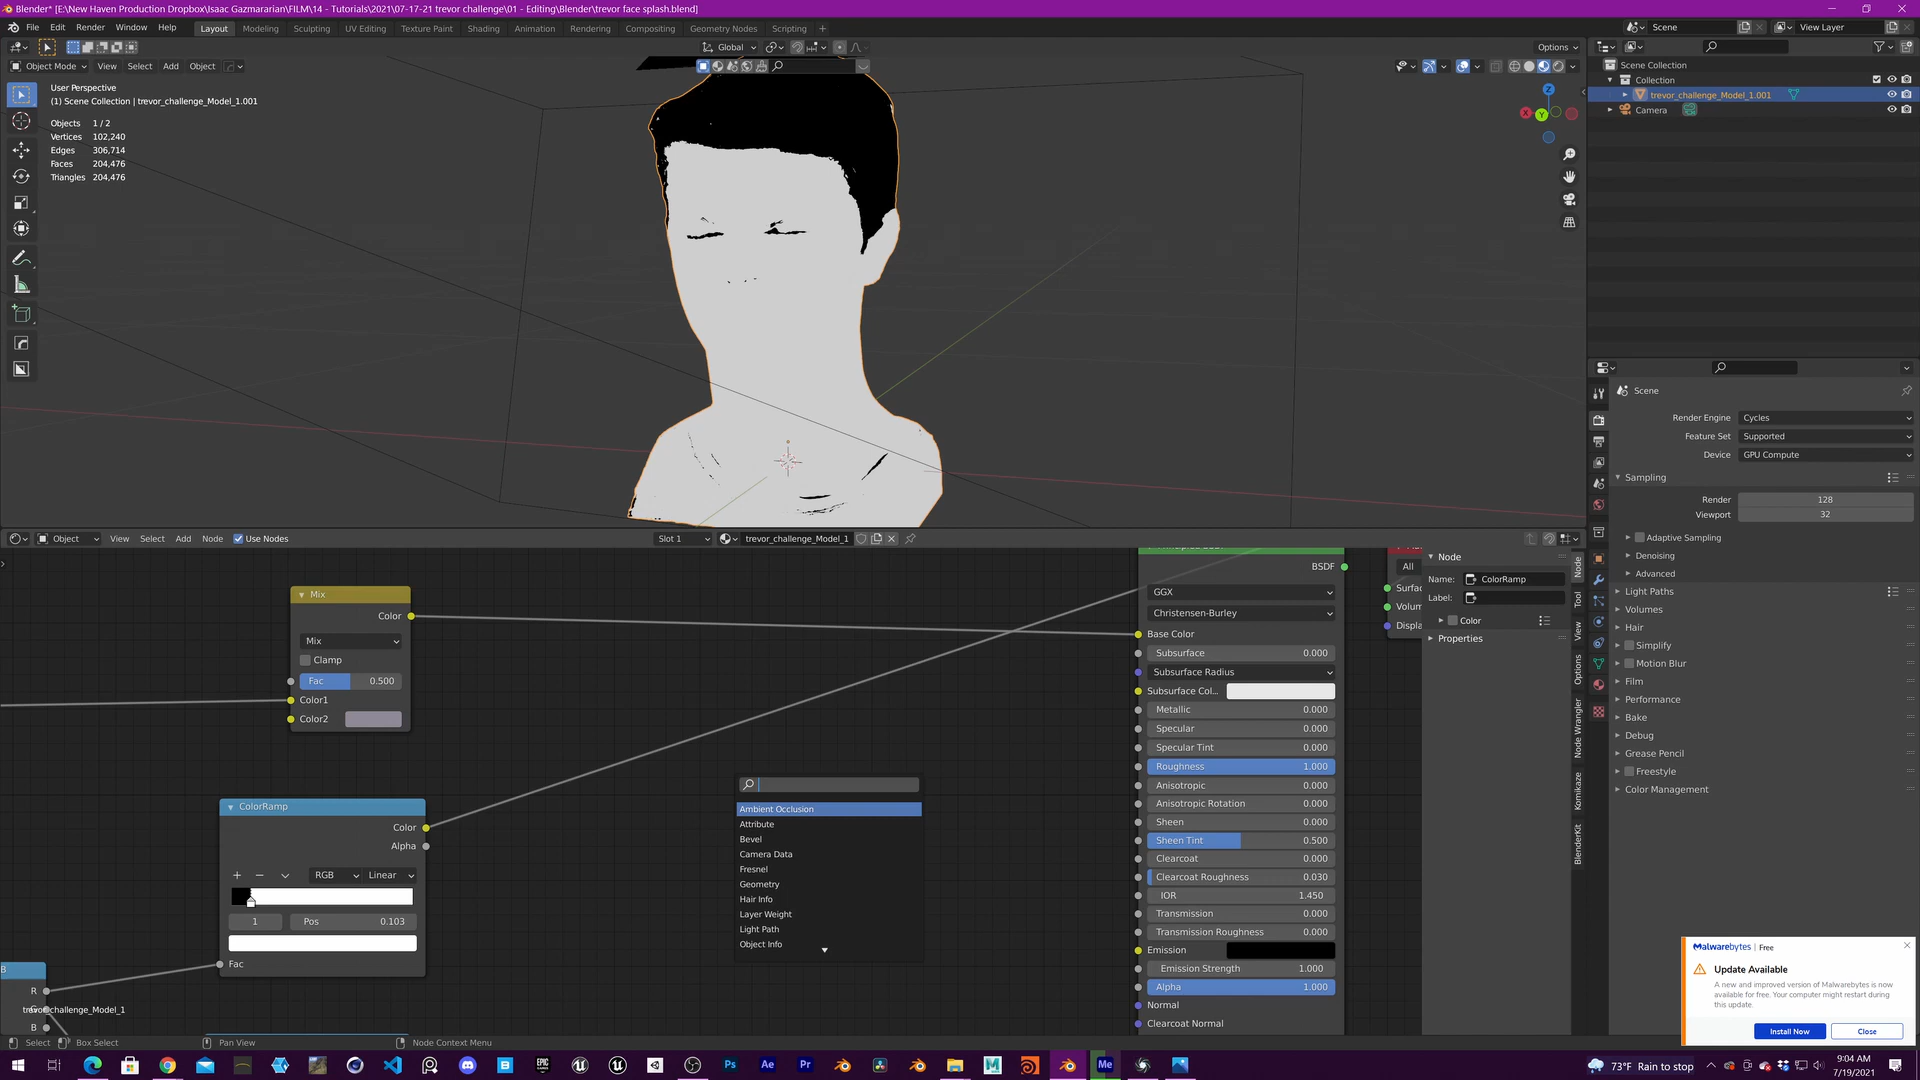 Blender* [E:\New Haven Production Dropbox\Isaac Gazmararian\FILM\14 - Tutorials\2021\07-17-21 trevor challenge\01 - Editing\Blender\trevor face splash.blend]
File Edit Render Window Help Layout Modeling Sculpting UV Editing Texture Paint Shading Animation Rendering Compositing Geometry Nodes Scripting + Scene View Layer
Global Options
Object Mode View Select Add Object
User Perspective
(1) Scene Collection | trevor_challenge_Model_1.001
Objects 1 / 2
Vertices 102,240
Edges 306,714
Faces 204,476
Triangles 204,476
Z
X
Y
Scene Collection
Collection
trevor_challenge_Model_1.001
Camera
Scene
Render Engine Cycles
Feature Set Supported
Device GPU Compute
Sampling
Render 128
Viewport 32
Adaptive Sampling
Denoising
Advanced
Light Paths
Volumes
Hair
Simplify
Motion Blur
Film
Performance
Bake
Debug
Grease Pencil
Freestyle
Color Management
Object View Select Add Node Use Nodes Slot 1 trevor_challenge_Model_1
Mix
Color
Mix
Clamp
Fac 0.500
Color1
Color2
ColorRamp
Color
Alpha
+ − RGB Linear
1 Pos 0.103
Fac
B
R
G
B
trevor_challenge_Model_1
Ambient Occlusion
Attribute
Bevel
Camera Data
Fresnel
Geometry
Hair Info
Layer Weight
Light Path
Object Info
BSDF
GGX
Christensen-Burley
Base Color
Subsurface 0.000
Subsurface Radius
Subsurface Col...
Metallic 0.000
Specular 0.000
Specular Tint 0.000
Roughness 1.000
Anisotropic 0.000
Anisotropic Rotation 0.000
Sheen 0.000
Sheen Tint 0.500
Clearcoat 0.000
Clearcoat Roughness 0.030
IOR 1.450
Transmission 0.000
Transmission Roughness 0.000
Emission
Emission Strength 1.000
Alpha 1.000
Normal
Clearcoat Normal
All
Surfac
Volum
Displa
Node
Name: ColorRamp
Label:
Color
Properties
Node
Tool
View
Options
Node Wrangler
Komikaze
BlenderKit
Malwarebytes | Free
Update Available
A new and improved version of Malwarebytes is now
available for free. Your computer might restart during
this update.
Install Now Close
Select Box Select Pan View Node Context Menu
Ps Ae Pr Me
73°F Rain to stop
9:04 AM
7/19/2021